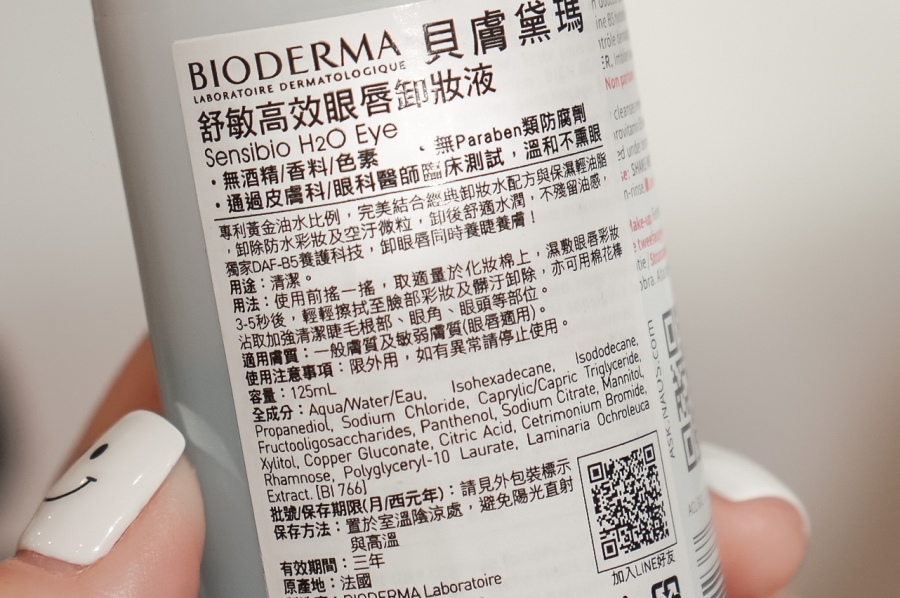 BIODERMA 貝膚黛瑪
LABORATOIRE DERMATOLOGIQUE
舒敏高效眼唇卸妝液
Sensibio H2O Eye
・無酒精/香料/色素 ・無Paraben類防腐劑
・通過皮膚科/眼科醫師臨床測試，溫和不熏眼
專利黃金油水比例，完美結合經典卸妝水配方與保濕輕油脂
，卸除防水彩妝及空汙微粒，卸後舒適水潤，不殘留油感，
獨家DAF-B5養護科技，卸眼唇同時養睫養膚！
用途：清潔。
用法：使用前搖一搖，取適量於化妝棉上，濕敷眼唇彩妝
3-5秒後，輕輕擦拭至臉部彩妝及髒汙卸除，亦可用棉花棒
沾取加強清潔睫毛根部、眼角、眼頭等部位。
適用膚質：一般膚質及敏弱膚質(眼唇適用)。
使用注意事項：限外用，如有異常請停止使用。
容量：125mL
全成分：Aqua/Water/Eau, Isohexadecane, Isododecane,
Propanediol, Sodium Chloride, Caprylic/Capric Triglyceride,
Fructooligosaccharides, Panthenol, Sodium Citrate, Mannitol,
Xylitol, Copper Gluconate, Citric Acid, Cetrimonium Bromide,
Rhamnose, Polyglyceryl-10 Laurate, Laminaria Ochroleuca
Extract. [BI 766]
批號/保存期限(月/西元年)：請見外包裝標示
保存方法：置於室溫陰涼處，避免陽光直射
與高溫
有效期間：三年
原產地：法國
BIODERMA Laboratoire
加入LINE好友
ASK-NAOS.com